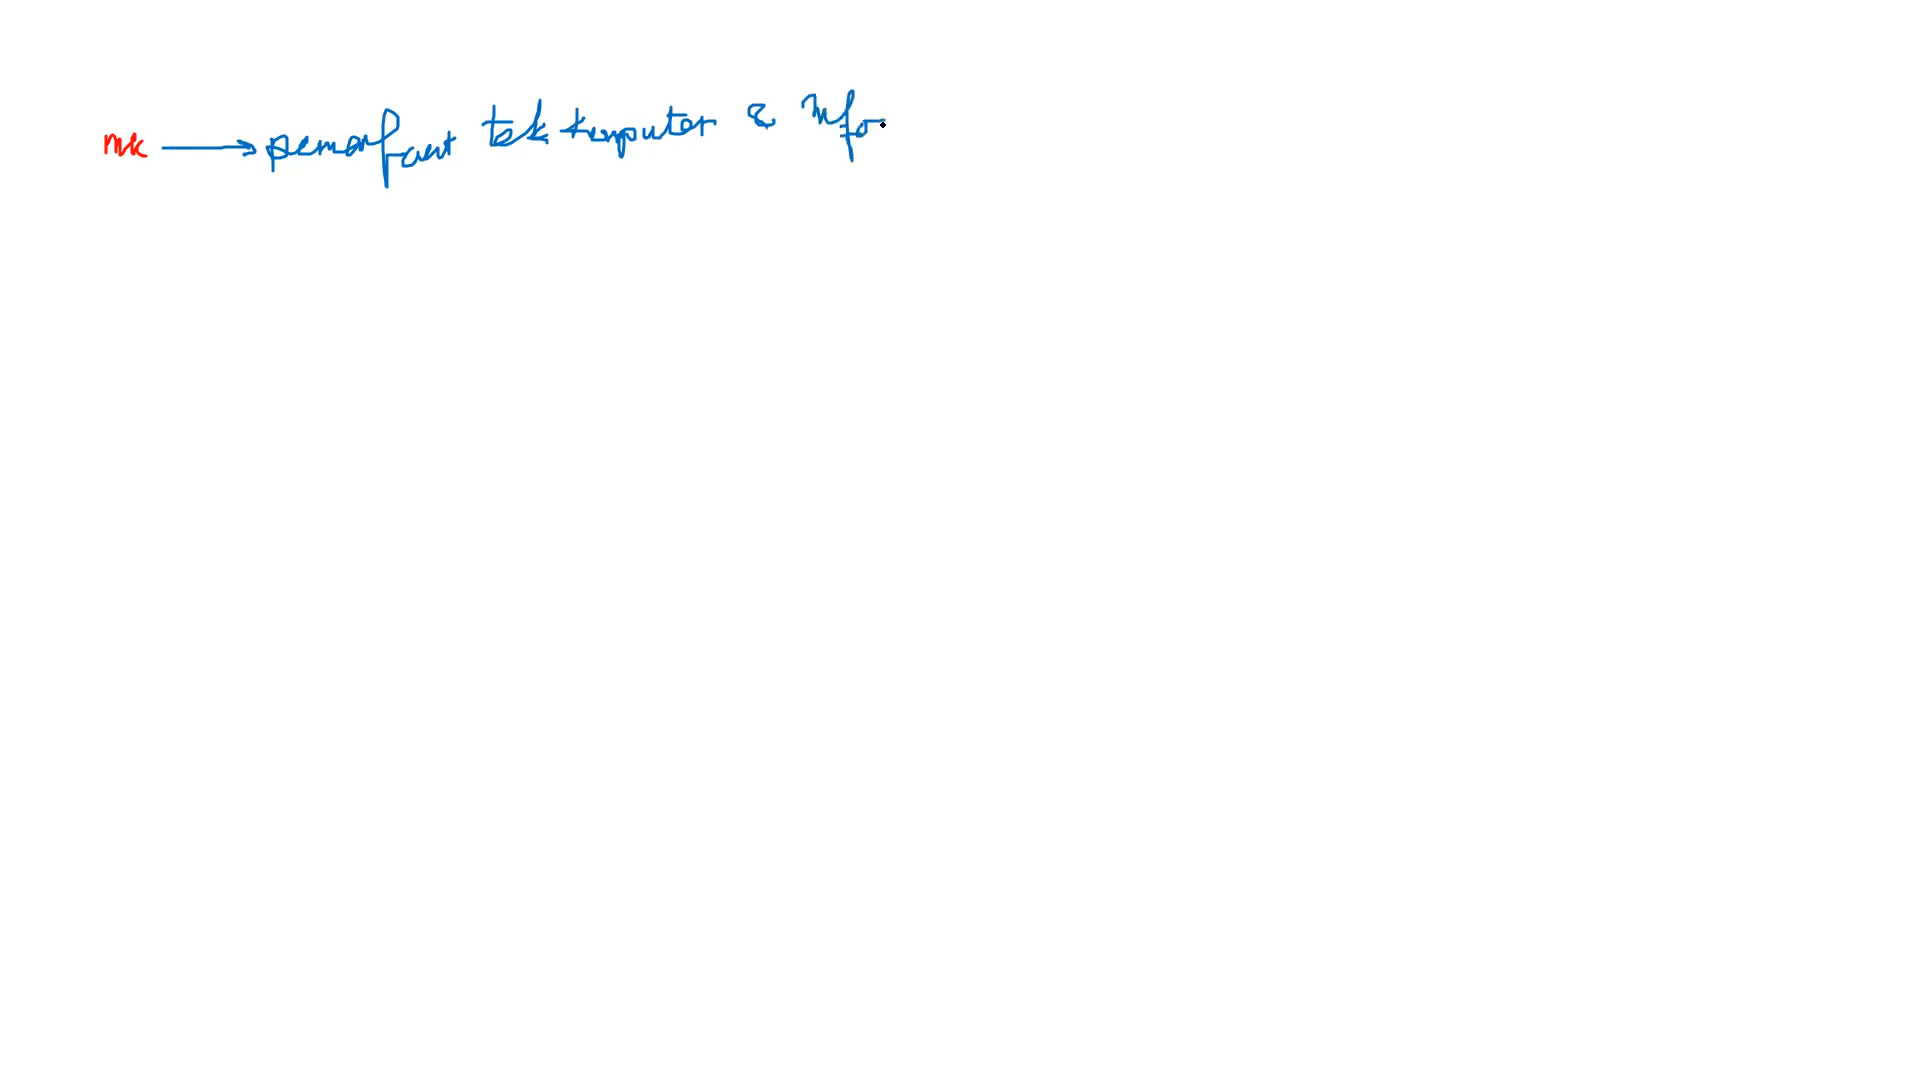 mk → pemanfaat tek komputer & Info